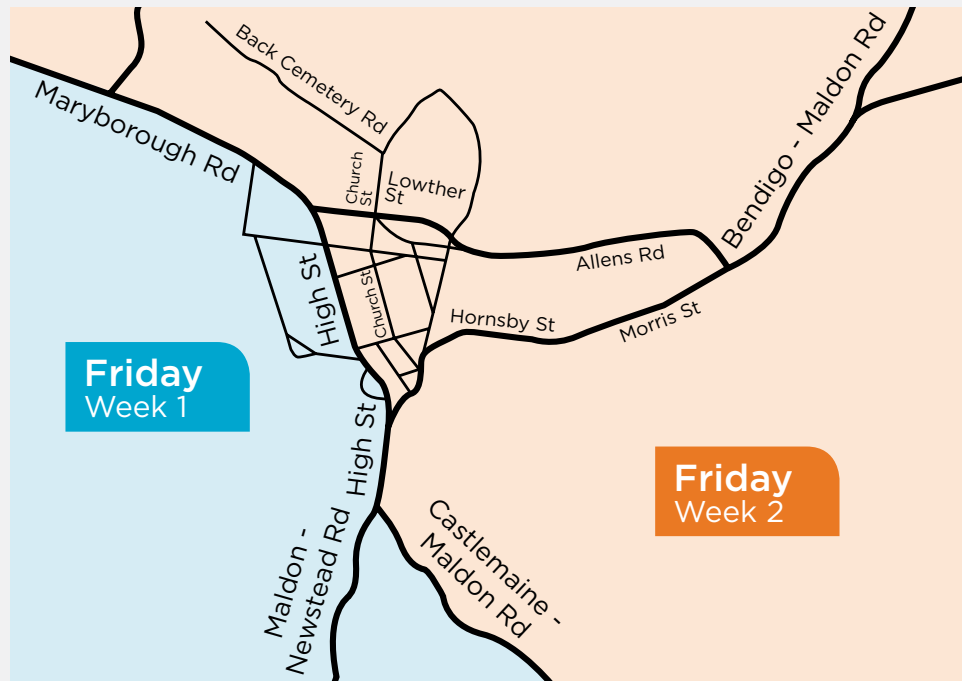 Back Cemetery Rd
Maryborough Rd
Bendigo - Maldon Rd
Church
St
Lowther
St
High St
Church St
Allens Rd
Hornsby St
Morris St
Friday
Week 1
High St
Friday
Week 2
Maldon -
Newstead Rd
Castlemaine -
Maldon Rd